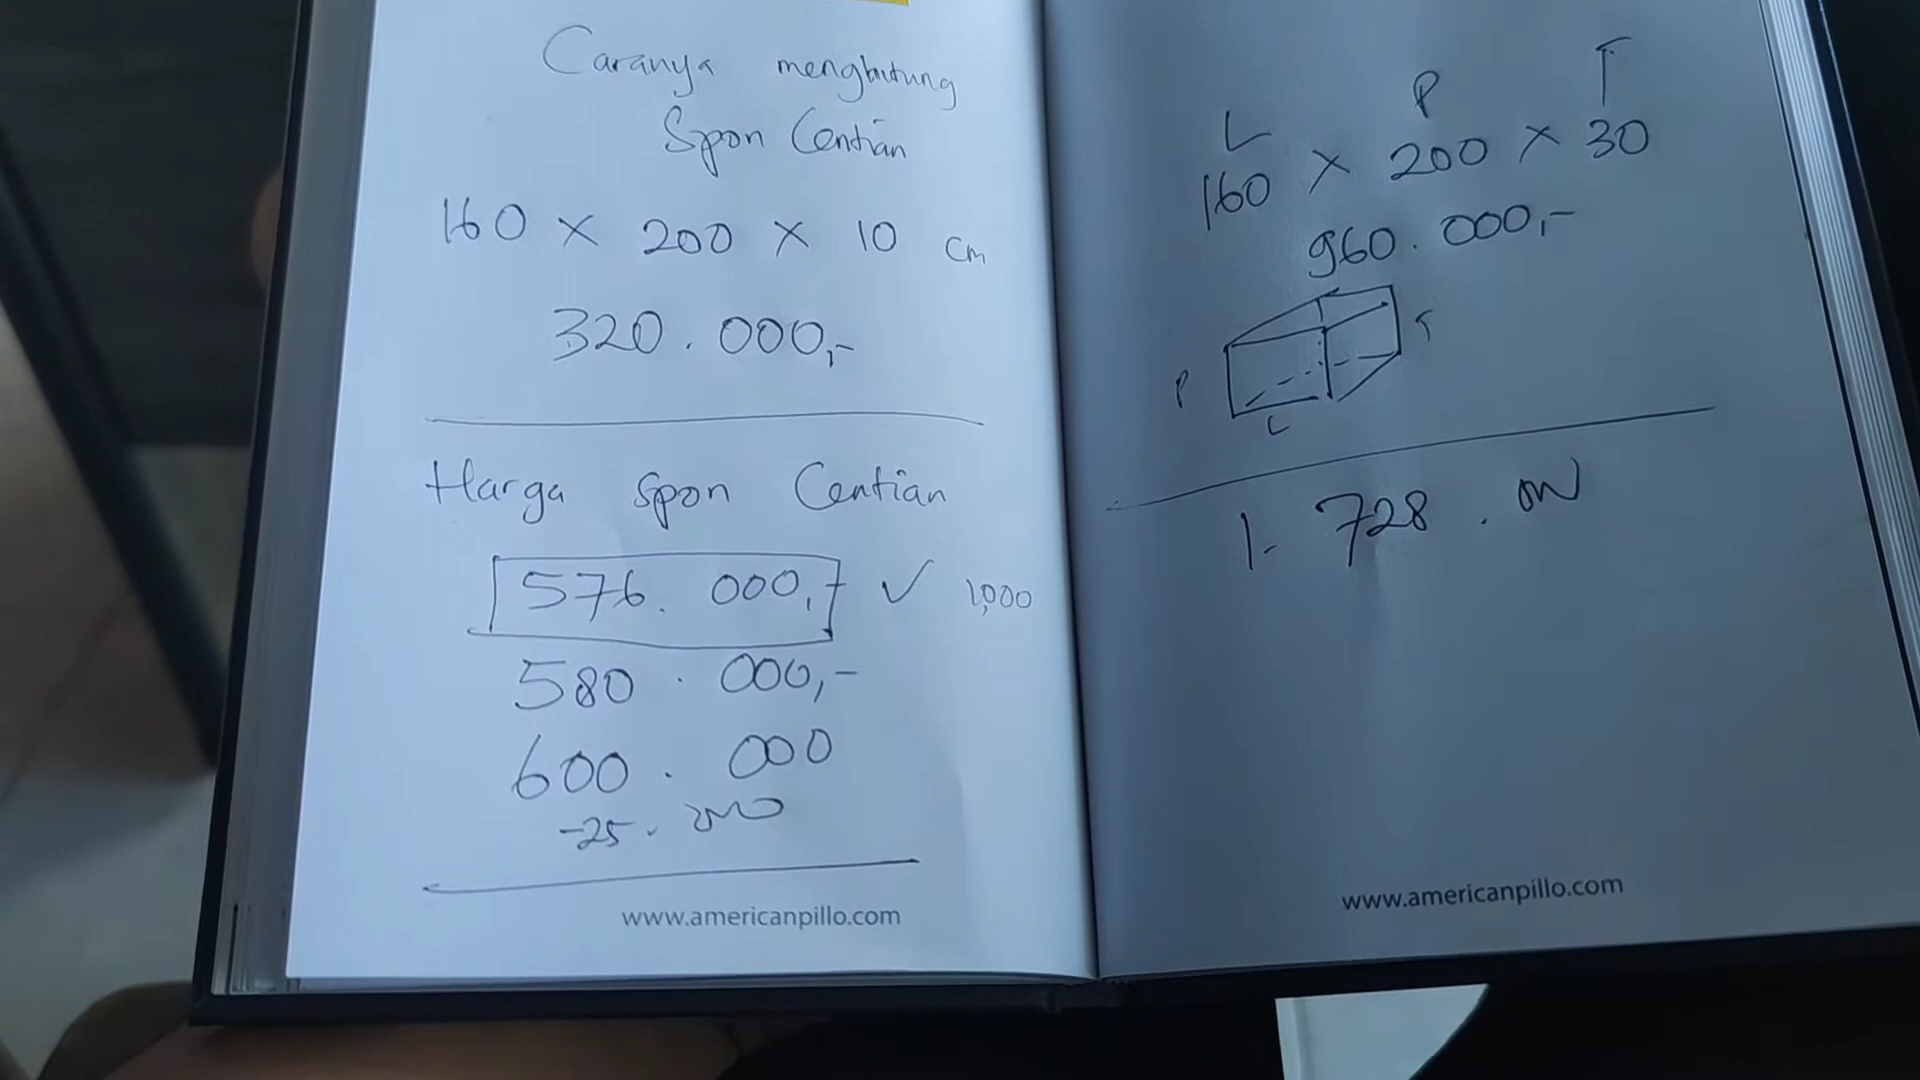 Caranya menghitung
Spon Centian
160 x 200 x 10 cm
320.000,-
Harga Spon Centian
576.000,- ✓ 1,000
580.000,-
600.000
-25.000
www.americanpillo.com
L P T
160 x 200 x 30
960.000,-
P L T
1.728.000
www.americanpillo.com